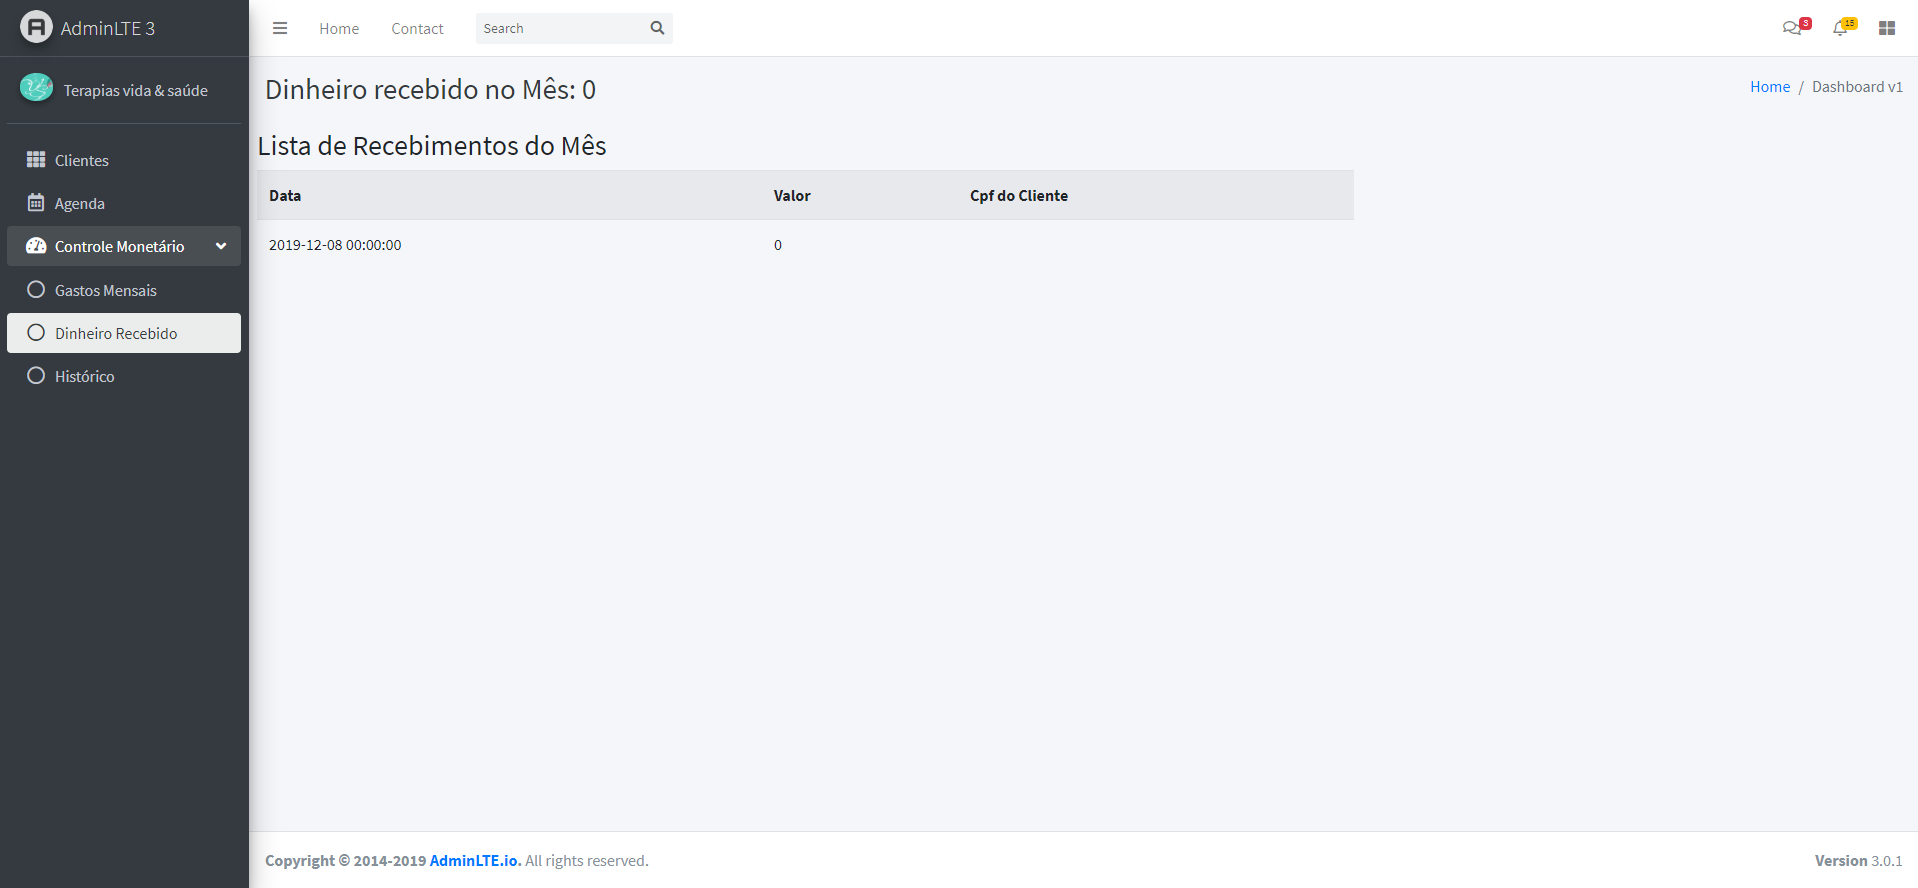 AdminLTE 3
Home
Contact
Search
3
15
Terapias vida & saúde
Clientes
Agenda
Controle Monetário
Gastos Mensais
Dinheiro Recebido
Histórico
Dinheiro recebido no Mês: 0
Home / Dashboard v1
Lista de Recebimentos do Mês
Data Valor Cpf do Cliente
2019-12-08 00:00:00 0
Copyright © 2014-2019 AdminLTE.io. All rights reserved.
Version 3.0.1